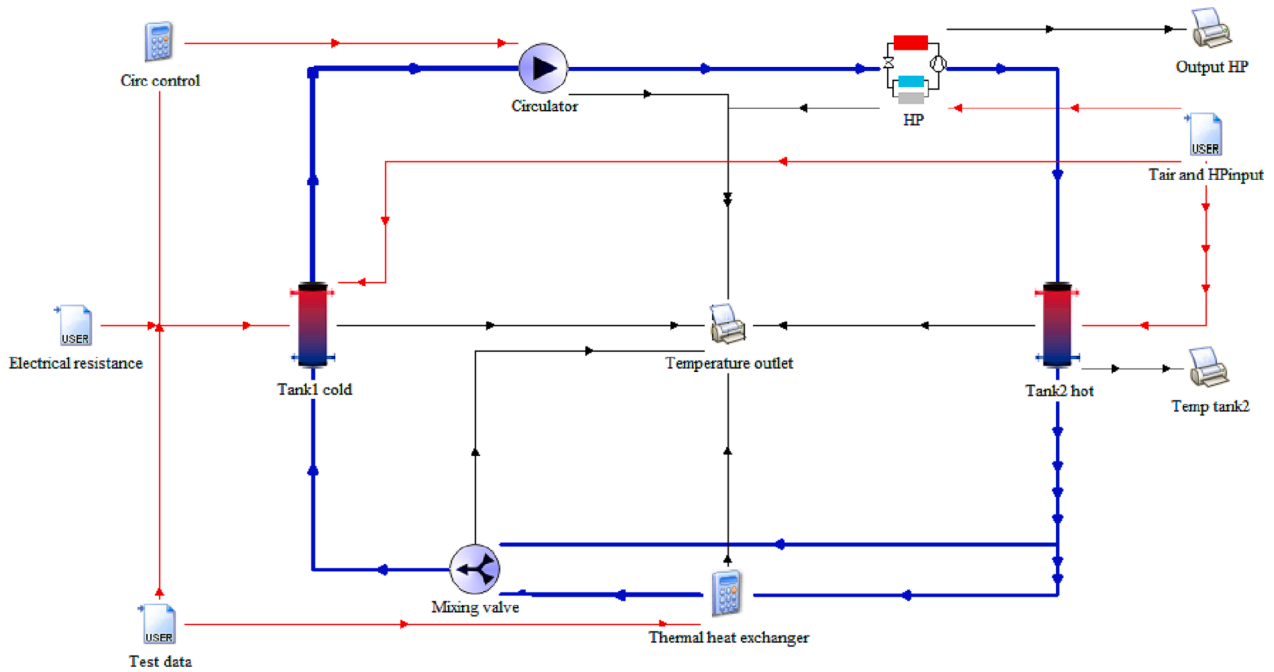 Circ control
Circulator
HP
Output HP
USER
Tair and HPinput
USER
Electrical resistance
Tank1 cold
Temperature outlet
Tank2 hot
Temp tank2
Mixing valve
Thermal heat exchanger
USER
Test data